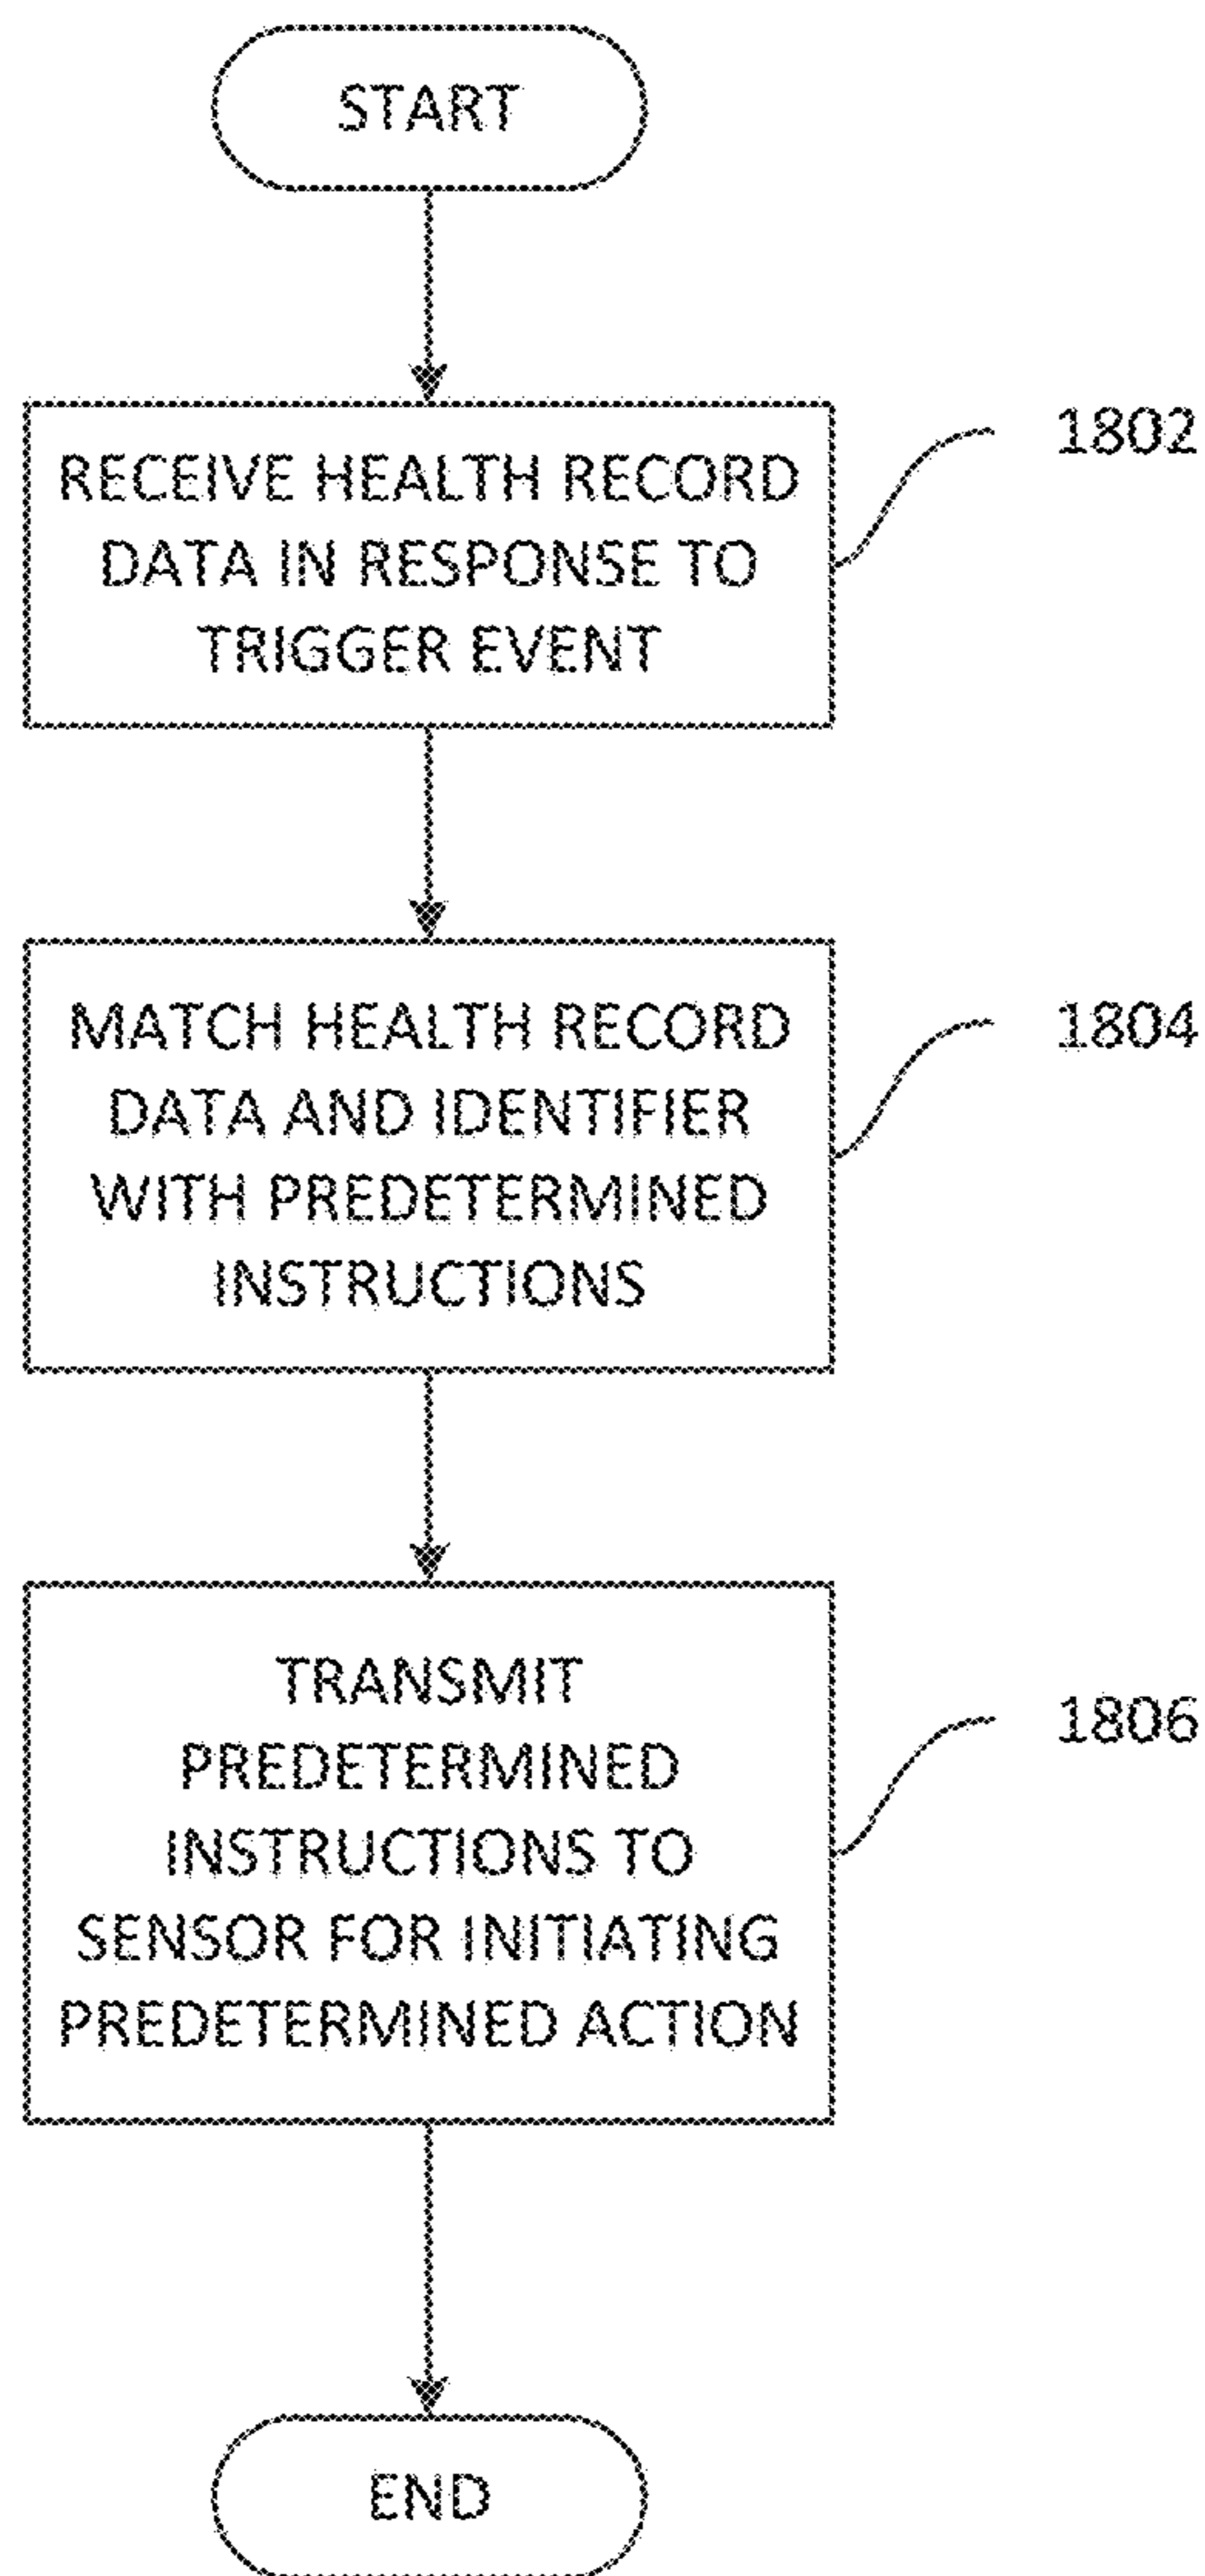 START
RECEIVE HEALTH RECORD
DATA IN RESPONSE TO
TRIGGER EVENT
1802
MATCH HEALTH RECORD
DATA AND IDENTIFIER
WITH PREDETERMINED
INSTRUCTIONS
1804
TRANSMIT
PREDETERMINED
INSTRUCTIONS TO
SENSOR FOR INITIATING
PREDETERMINED ACTION
1806
END